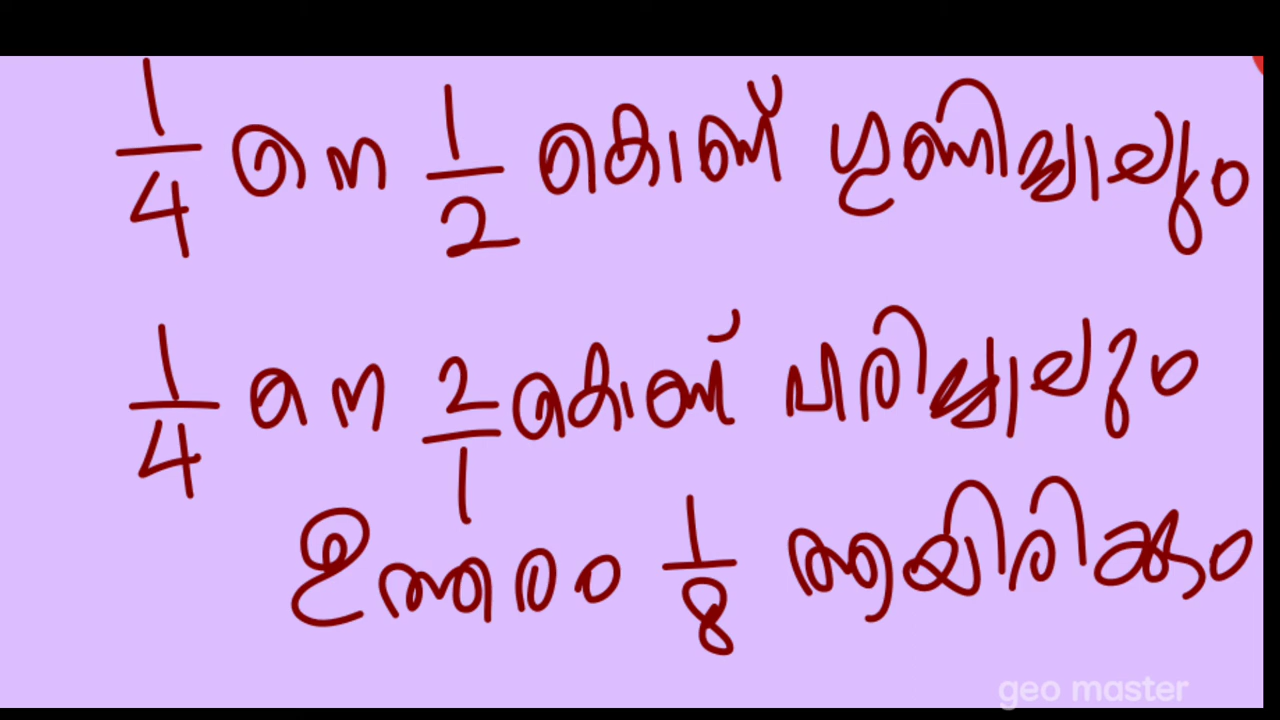 1/4 നെ 1/2 കൊണ്ട് ഗുണിച്ചാലും
1/4 നെ 2/1 കൊണ്ട് ഹരിച്ചാലും
ഉത്തരം 1/8 ആയിരിക്കും
geo master